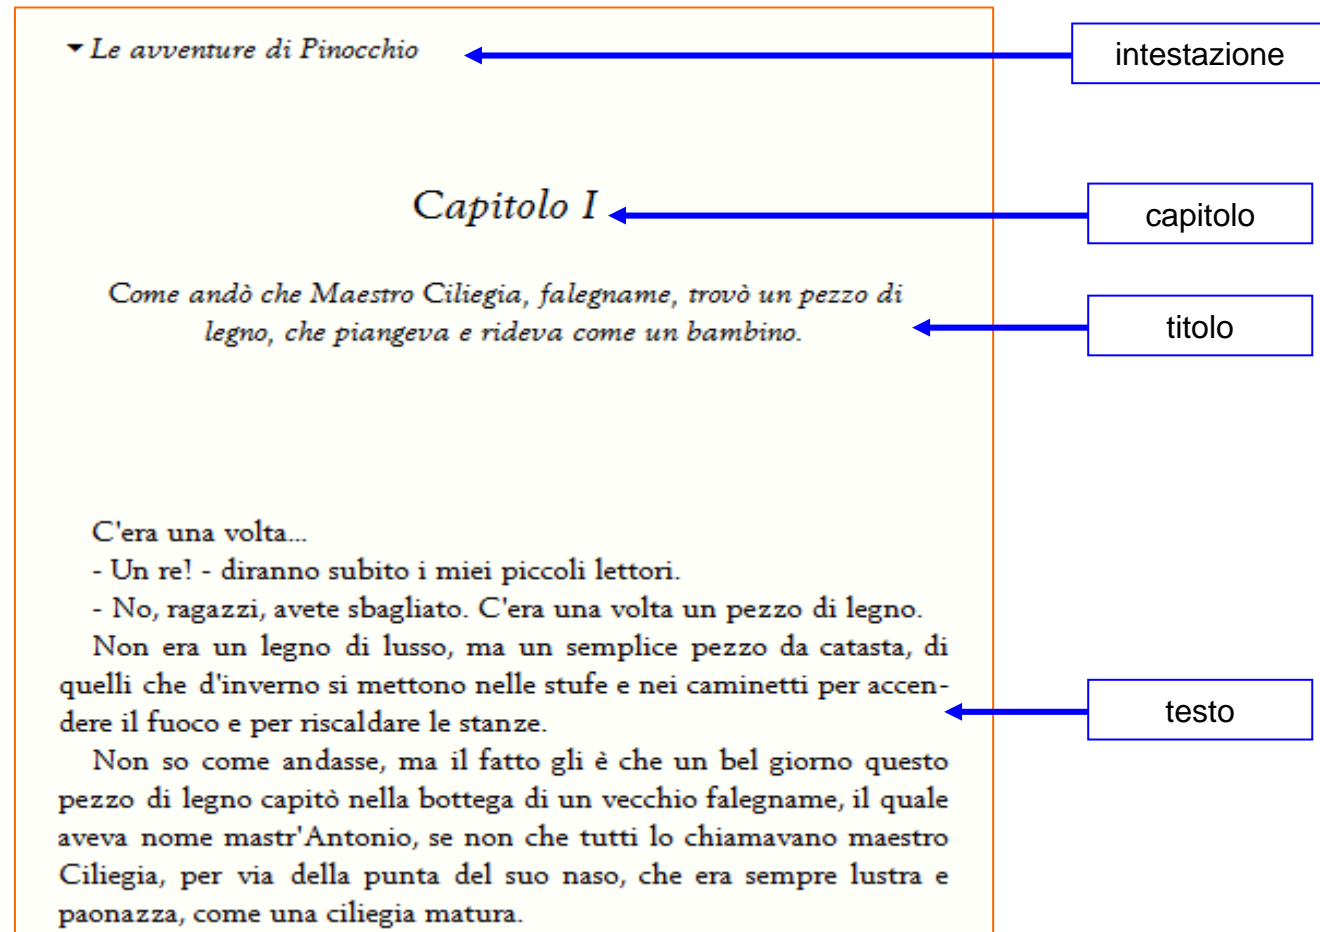 Le avventure di Pinocchio
intestazione
Capitolo I
capitolo
Come andò che Maestro Ciliegia, falegname, trovò un pezzo di
legno, che piangeva e rideva come un bambino.
titolo
C'era una volta...
- Un re! - diranno subito i miei piccoli lettori.
- No, ragazzi, avete sbagliato. C'era una volta un pezzo di legno.
Non era un legno di lusso, ma un semplice pezzo da catasta, di
quelli che d'inverno si mettono nelle stufe e nei caminetti per accen-
dere il fuoco e per riscaldare le stanze.
testo
Non so come andasse, ma il fatto gli è che un bel giorno questo
pezzo di legno capitò nella bottega di un vecchio falegname, il quale
aveva nome mastr'Antonio, se non che tutti lo chiamavano maestro
Ciliegia, per via della punta del suo naso, che era sempre lustra e
paonazza, come una ciliegia matura.